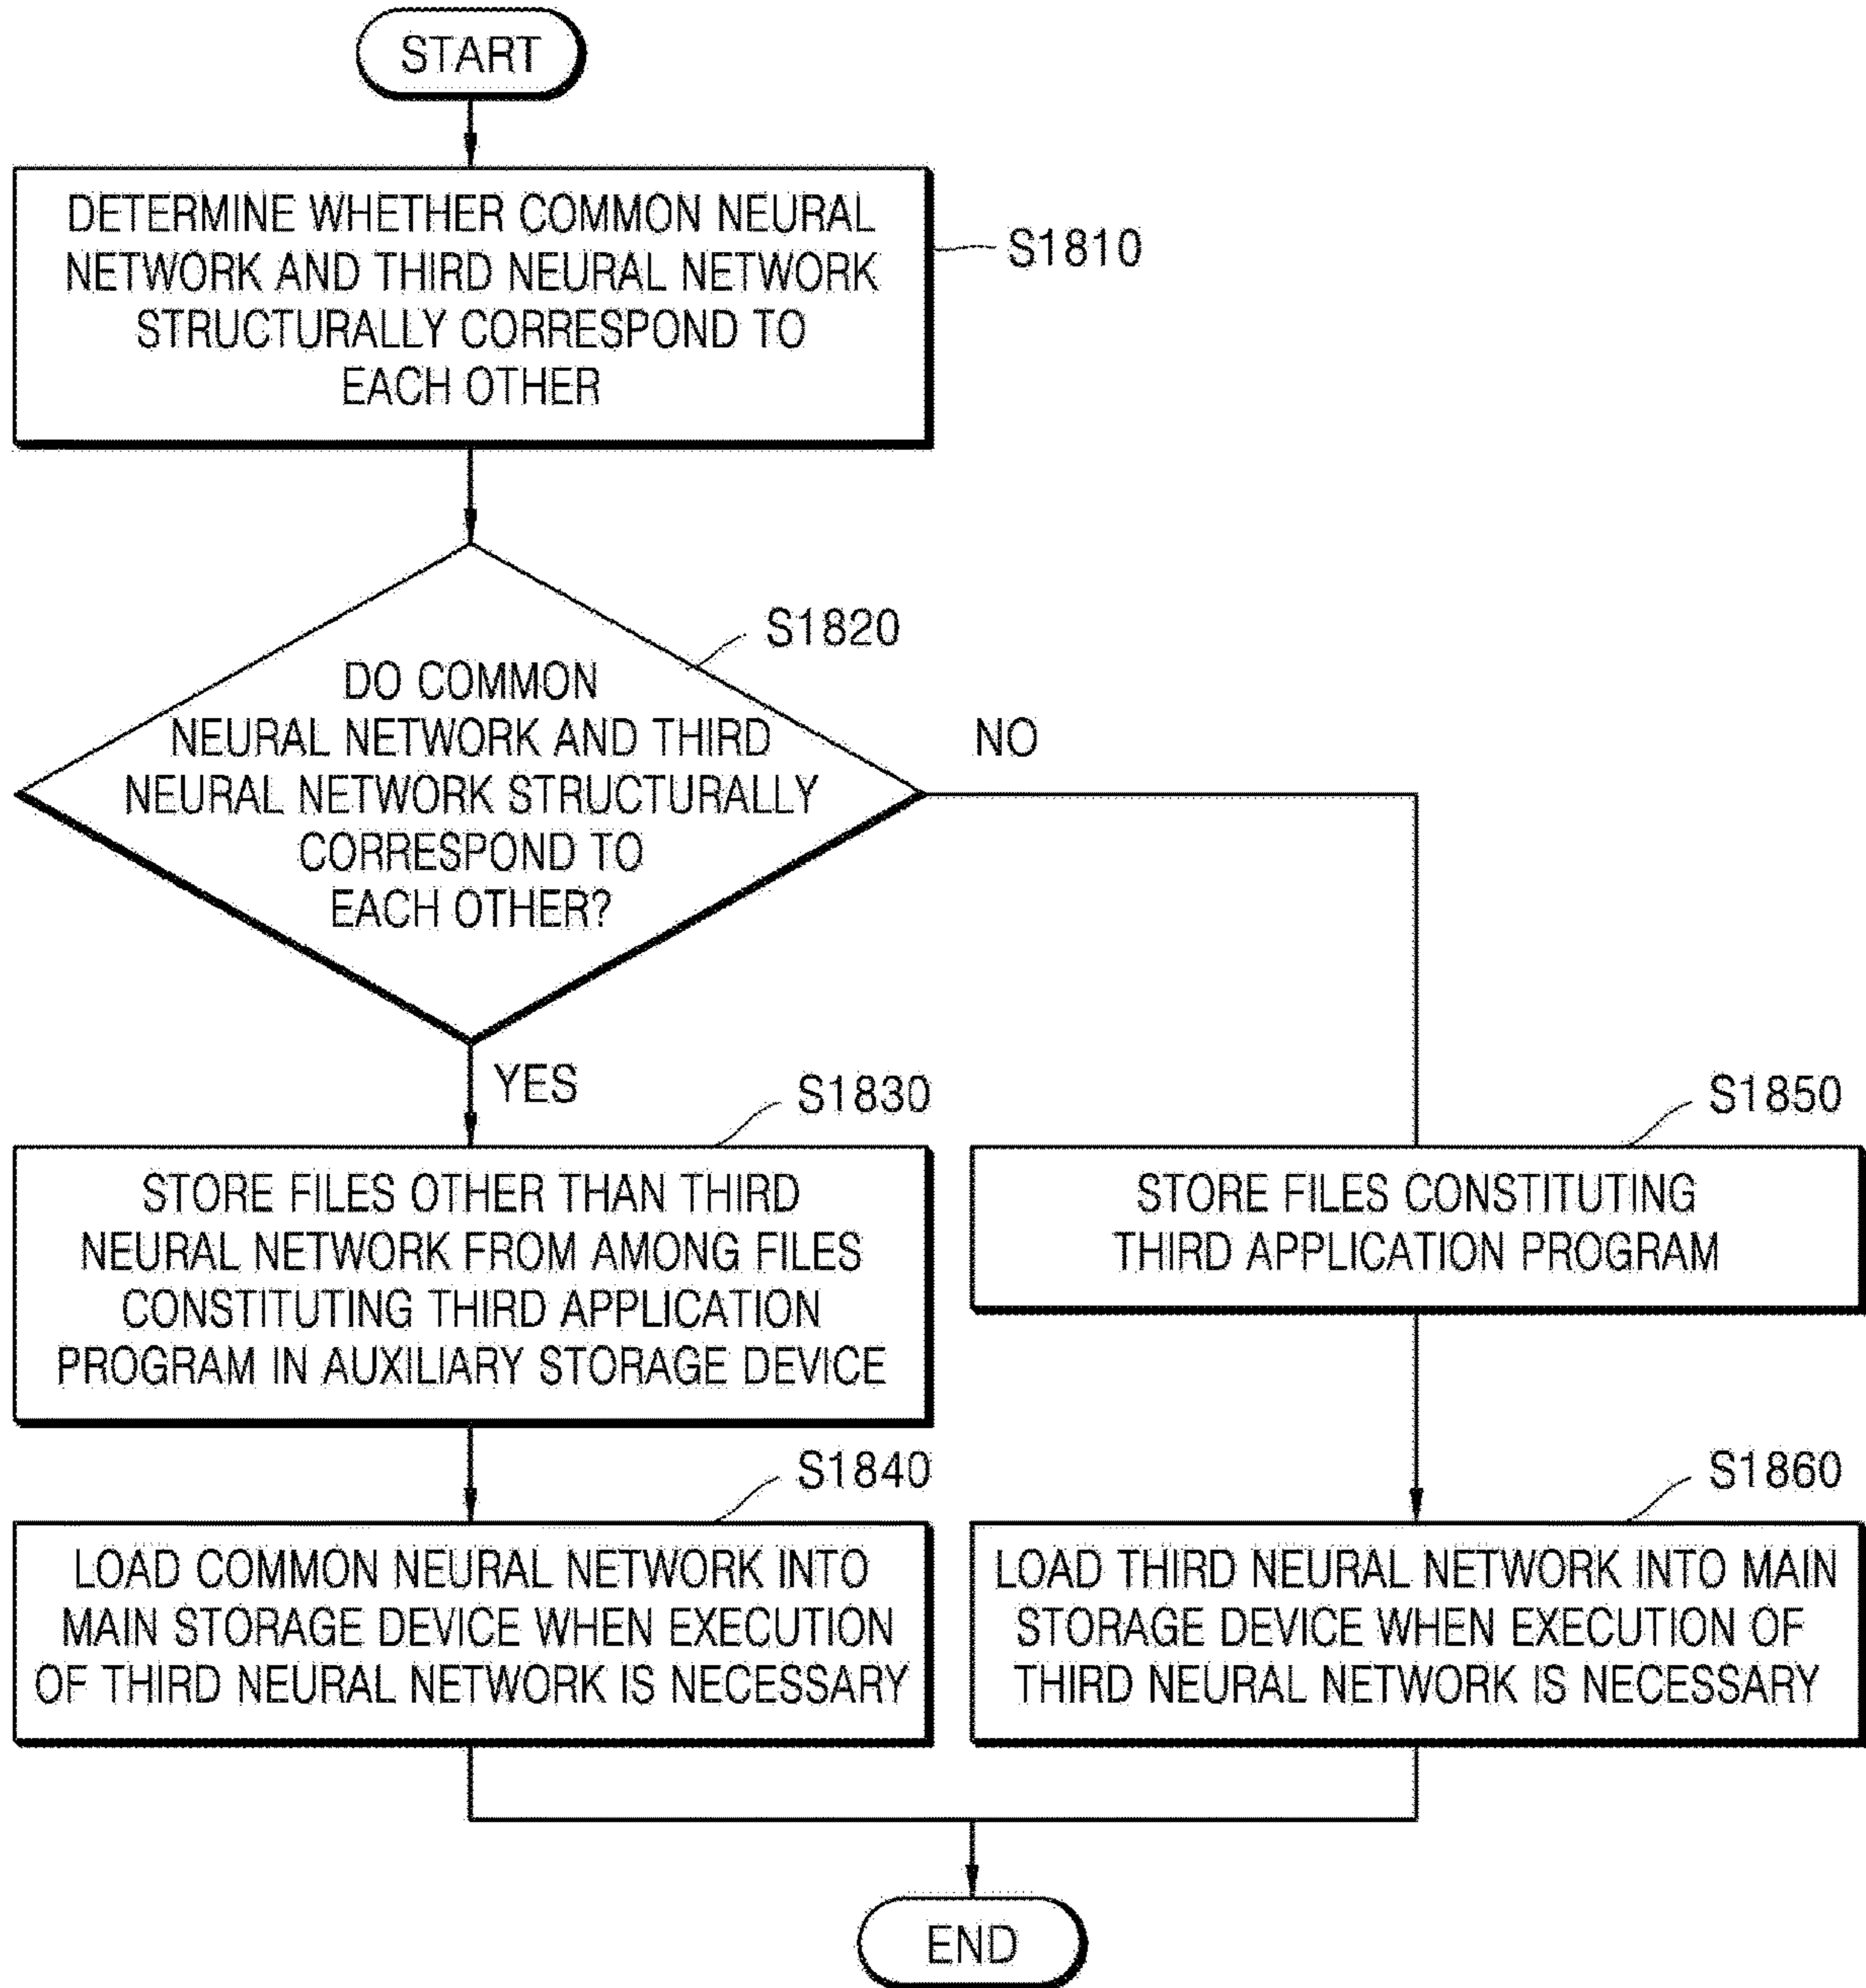 START
DETERMINE WHETHER COMMON NEURAL
NETWORK AND THIRD NEURAL NETWORK
STRUCTURALLY CORRESPOND TO
EACH OTHER
S1810
S1820
DO COMMON
NEURAL NETWORK AND THIRD
NEURAL NETWORK STRUCTURALLY
CORRESPOND TO
EACH OTHER?
NO
YES
S1830
STORE FILES OTHER THAN THIRD
NEURAL NETWORK FROM AMONG FILES
CONSTITUTING THIRD APPLICATION
PROGRAM IN AUXILIARY STORAGE DEVICE
S1850
STORE FILES CONSTITUTING
THIRD APPLICATION PROGRAM
S1840
LOAD COMMON NEURAL NETWORK INTO
MAIN STORAGE DEVICE WHEN EXECUTION
OF THIRD NEURAL NETWORK IS NECESSARY
S1860
LOAD THIRD NEURAL NETWORK INTO MAIN
STORAGE DEVICE WHEN EXECUTION OF
THIRD NEURAL NETWORK IS NECESSARY
END